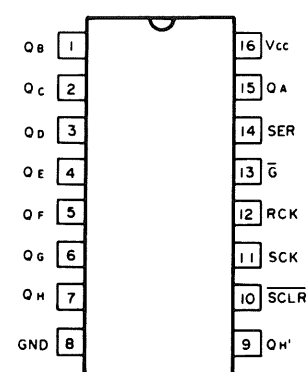 QB 1 16 Vcc
QC 2 15 QA
QD 3 14 SER
QE 4 13 G̅
QF 5 12 RCK
QG 6 11 SCK
QH 7 10 S̅C̅L̅R̅
GND 8 9 QH'